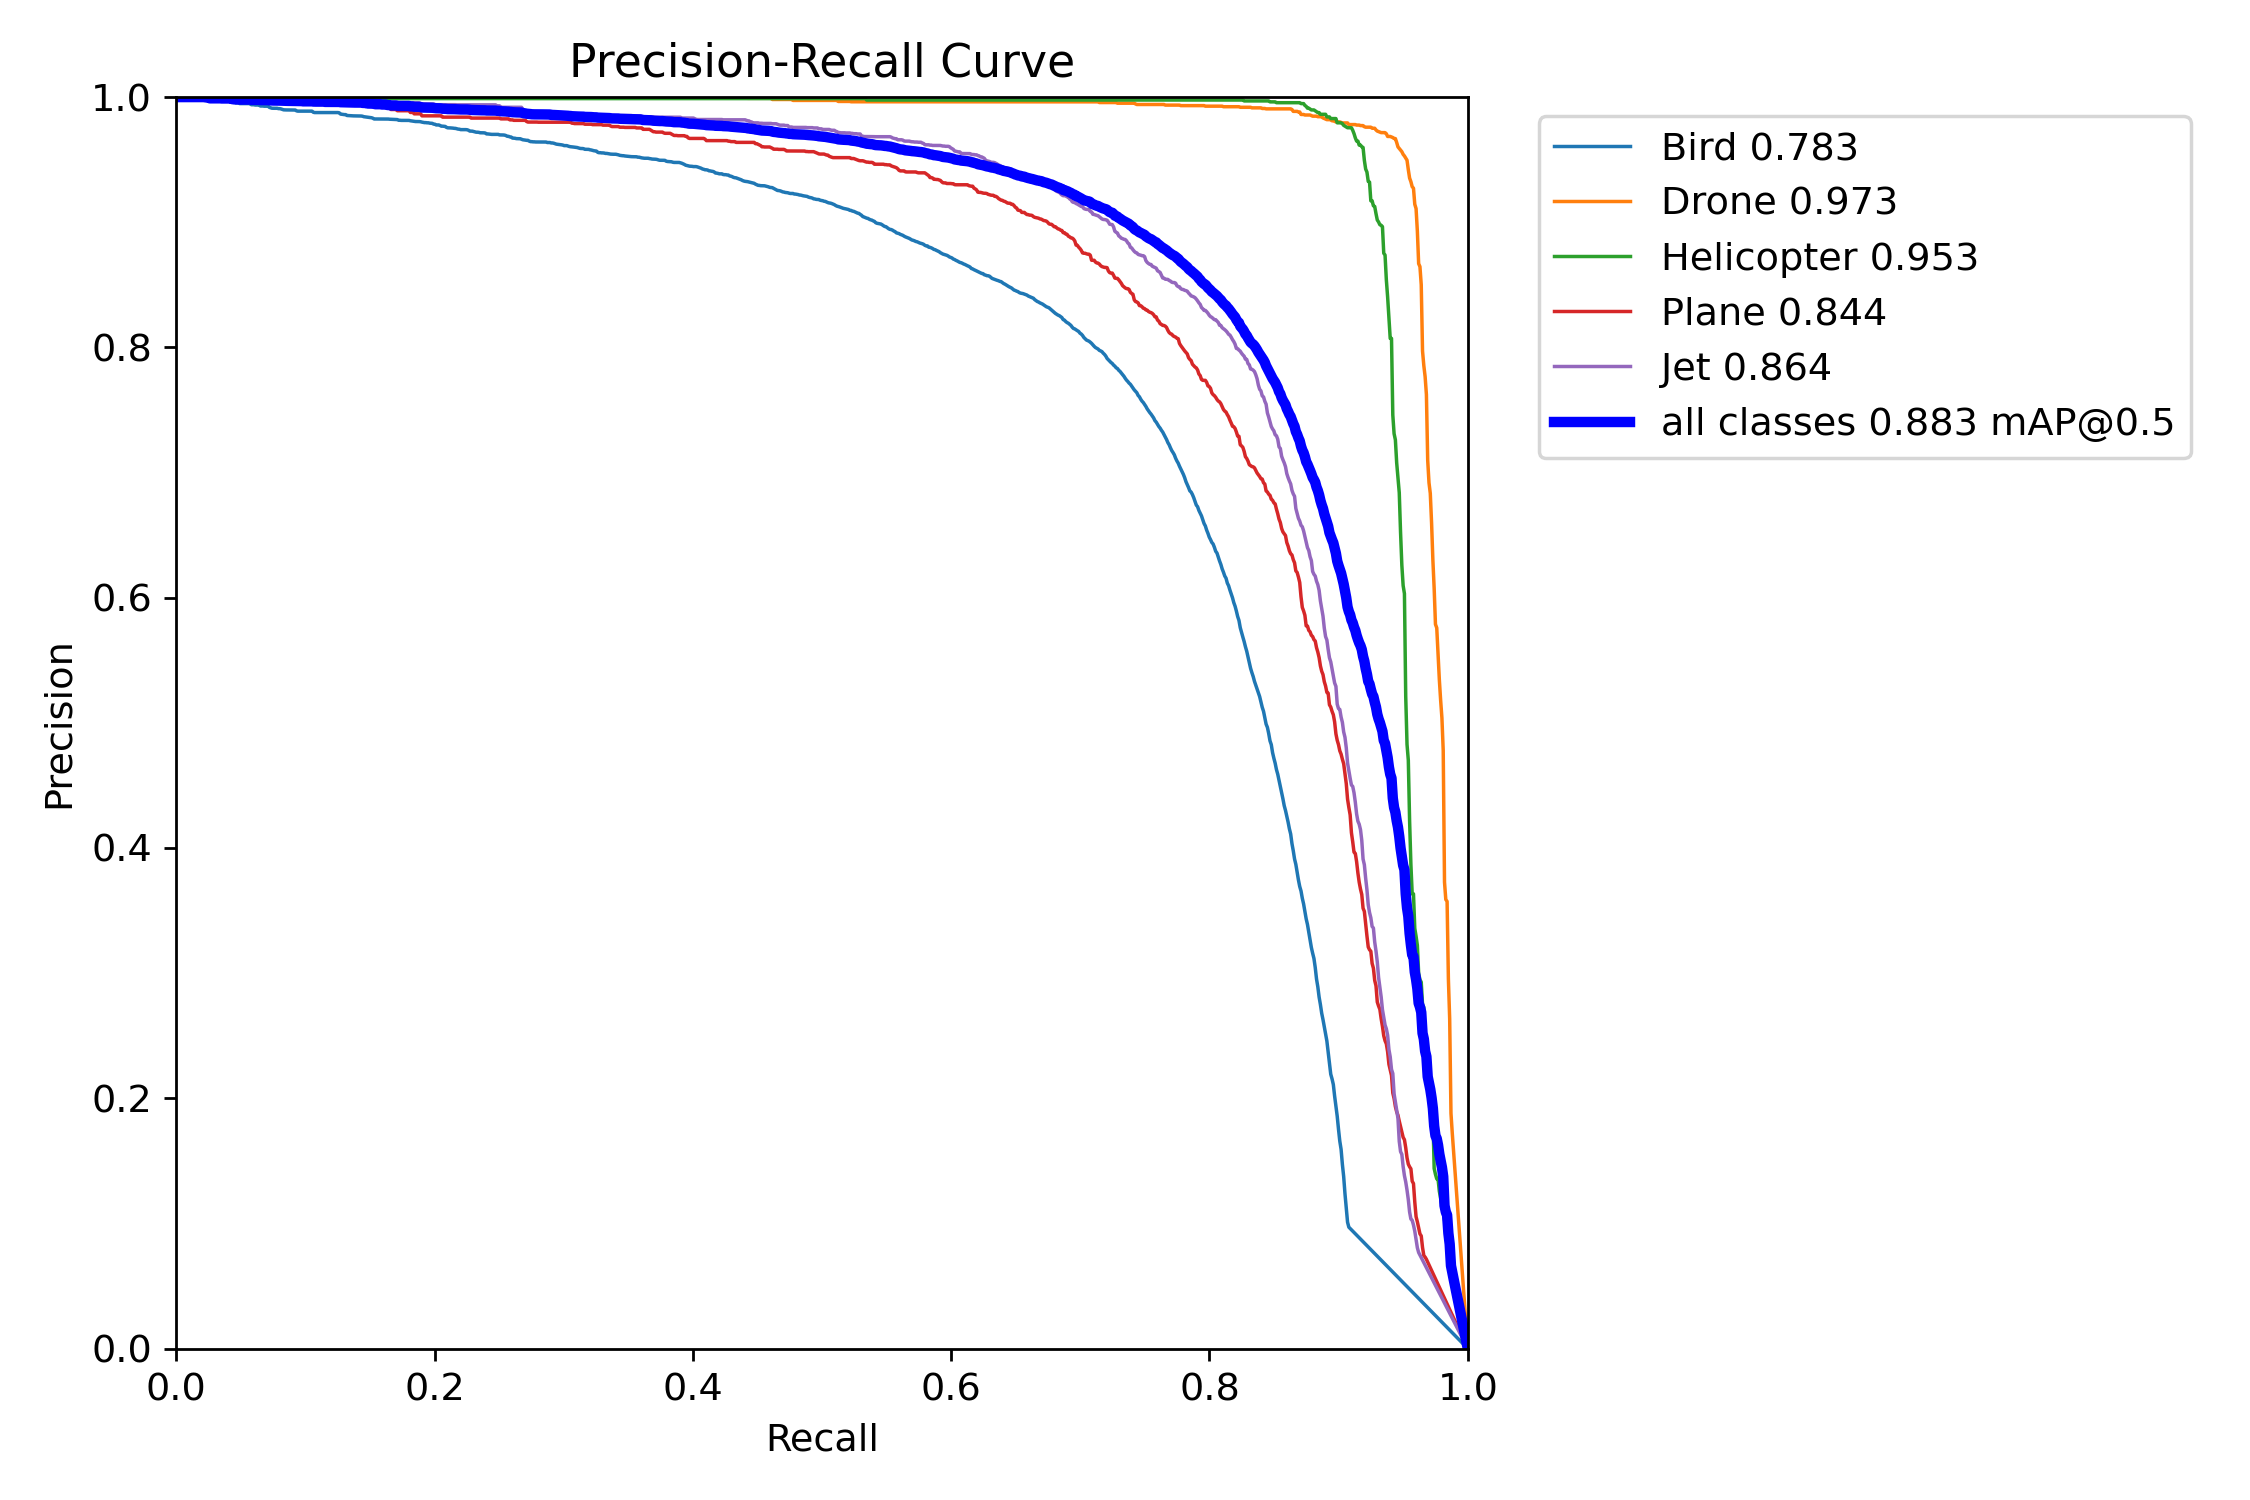 Precision-Recall Curve
1.0
0.8
0.6
0.4
0.2
0.0
Precision
0.0 0.2 0.4 0.6 0.8 1.0
Recall
Bird 0.783
Drone 0.973
Helicopter 0.953
Plane 0.844
Jet 0.864
all classes 0.883 mAP@0.5